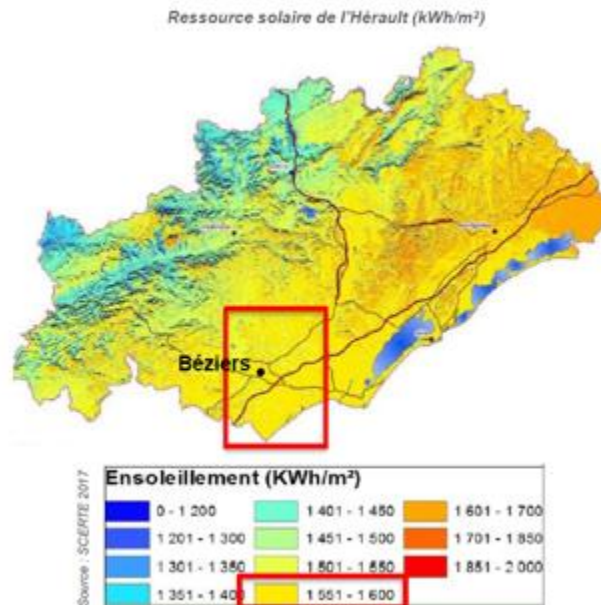 Ressource solaire de l'Hérault (kWh/m²)
Béziers
Ensoleillement (KWh/m²)
0 - 1 200
1 201 - 1 300
1 301 - 1 350
1 351 - 1 400
1 401 - 1 450
1 451 - 1 500
1 501 - 1 550
1 551 - 1 600
1 601 - 1 700
1 701 - 1 850
1 851 - 2 000
Source : SCERTE 2017